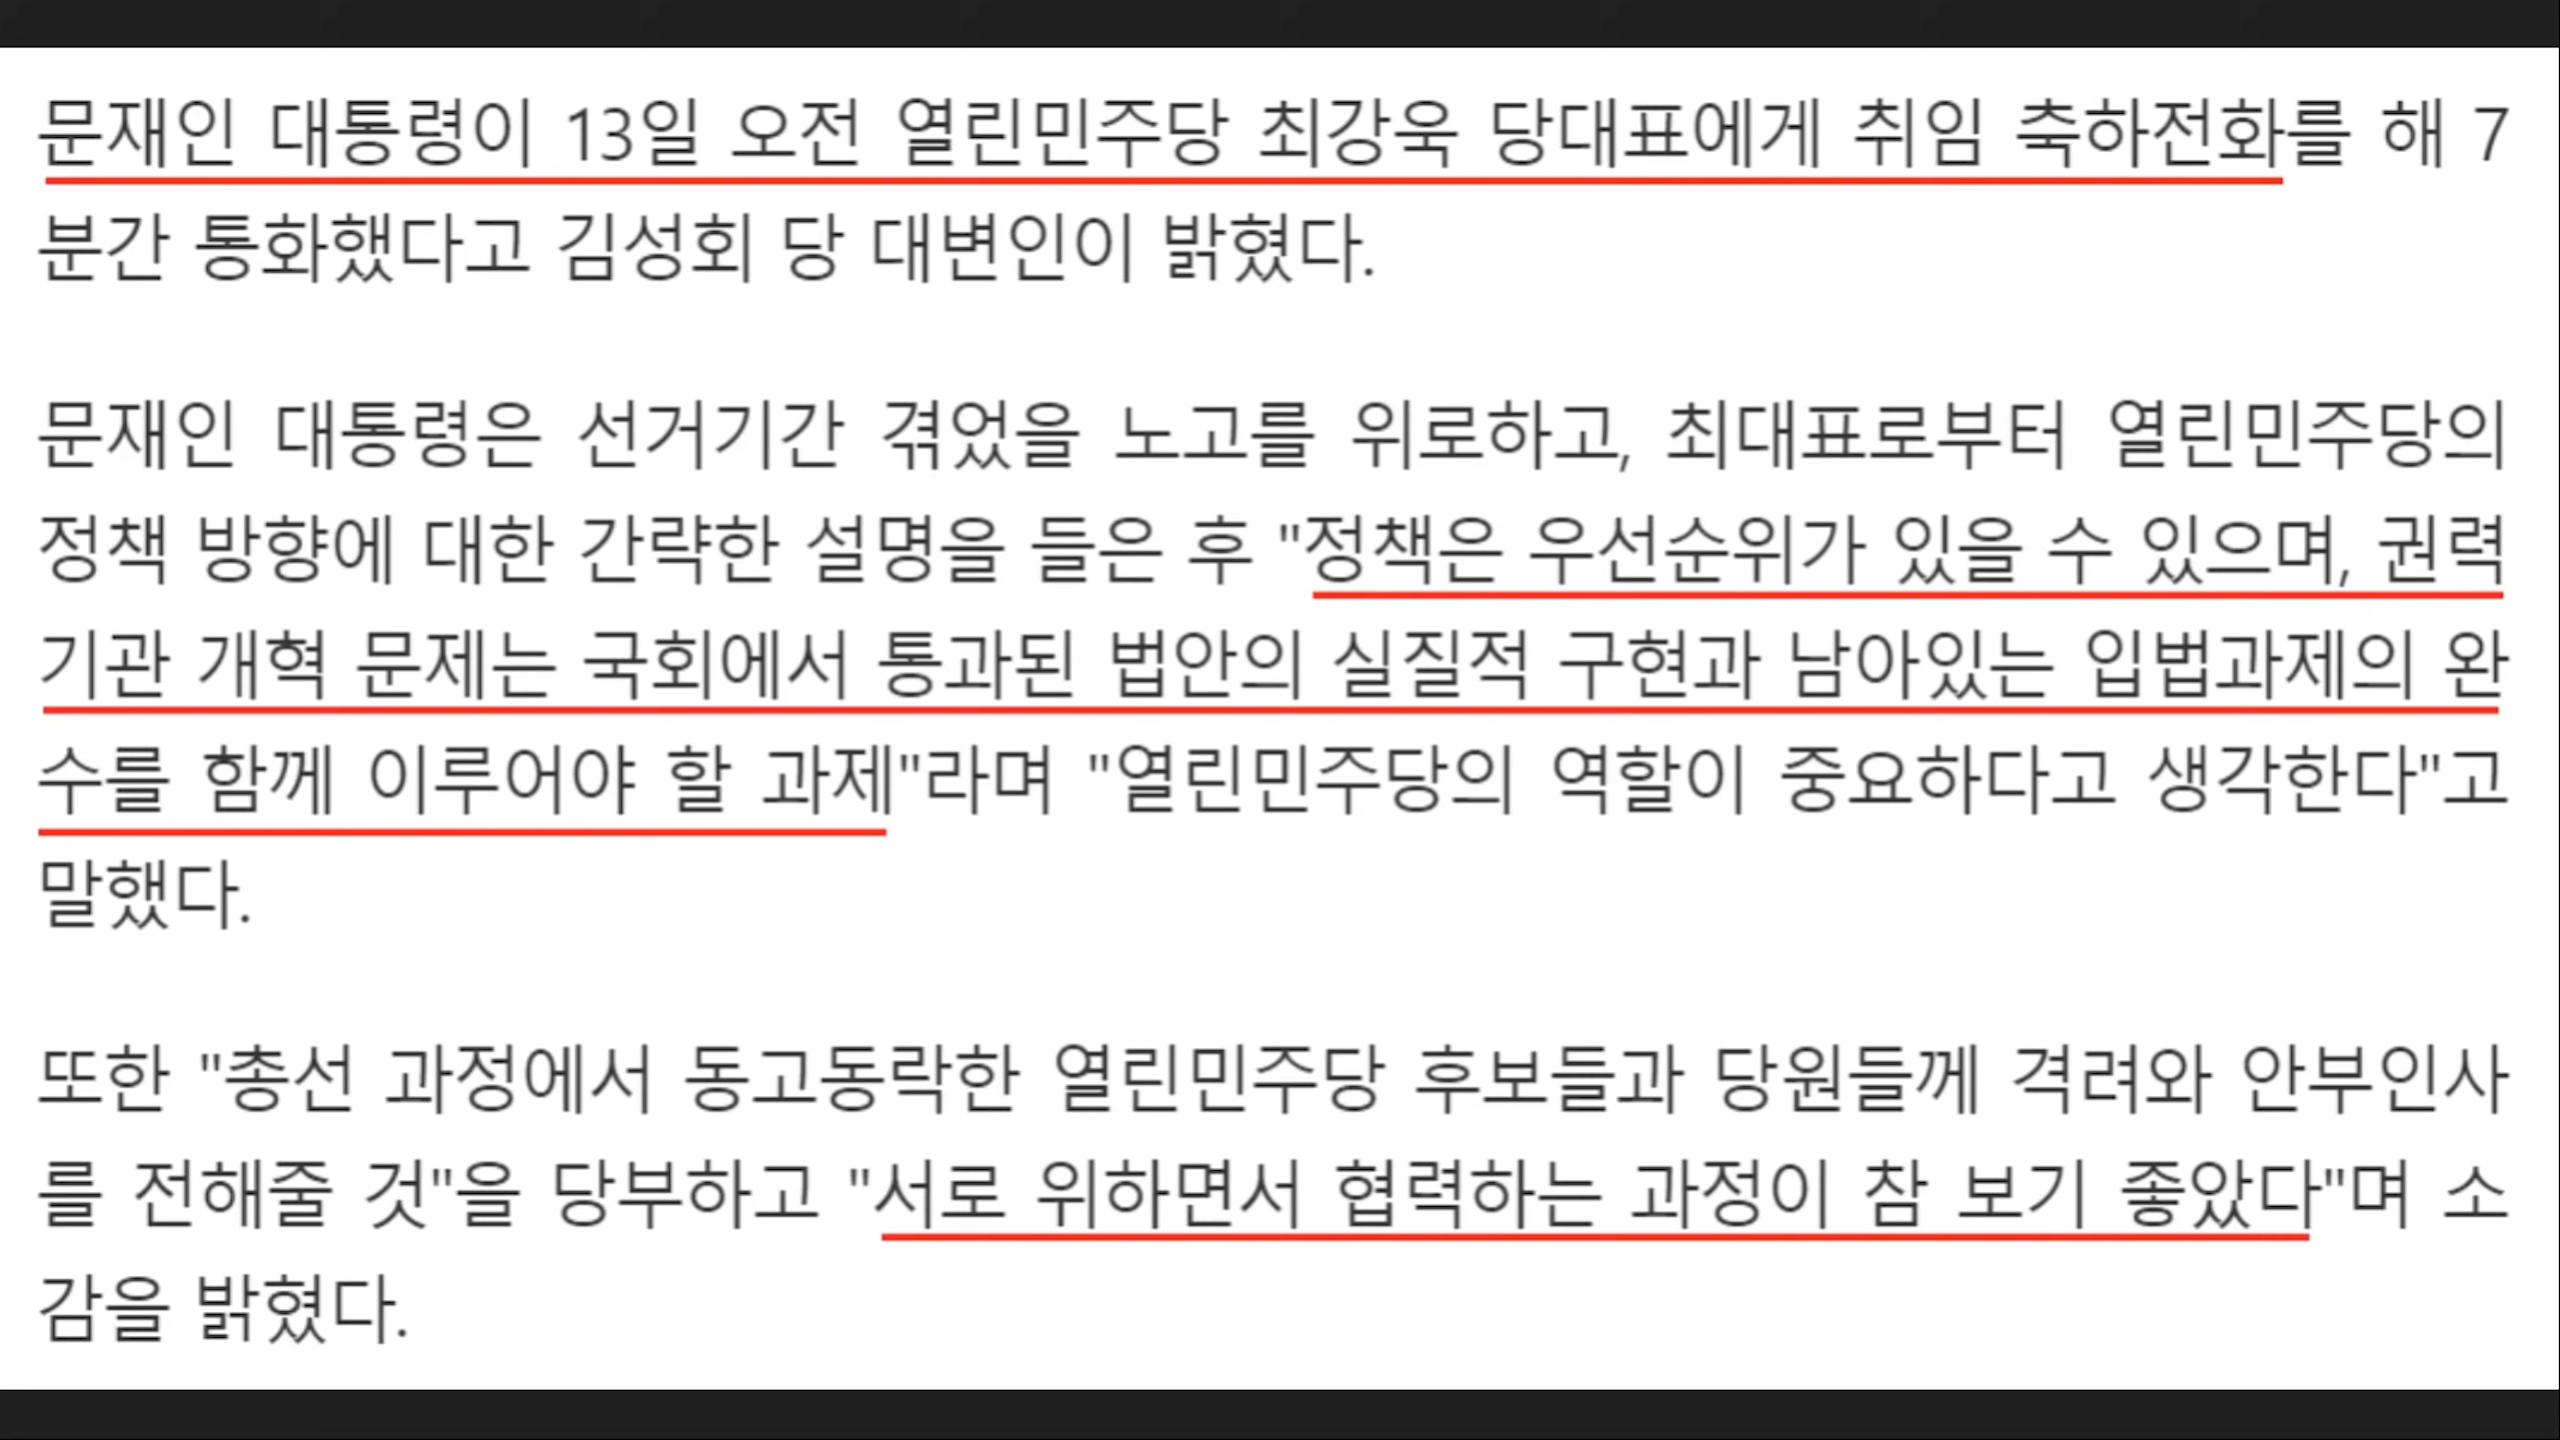 문재인 대통령이 13일 오전 열린민주당 최강욱 당대표에게 취임 축하전화를 해 7
분간 통화했다고 김성회 당 대변인이 밝혔다.
문재인 대통령은 선거기간 겪었을 노고를 위로하고, 최대표로부터 열린민주당의
정책 방향에 대한 간략한 설명을 들은 후 "정책은 우선순위가 있을 수 있으며, 권력
기관 개혁 문제는 국회에서 통과된 법안의 실질적 구현과 남아있는 입법과제의 완
수를 함께 이루어야 할 과제"라며 "열린민주당의 역할이 중요하다고 생각한다"고
말했다.
또한 "총선 과정에서 동고동락한 열린민주당 후보들과 당원들께 격려와 안부인사
를 전해줄 것"을 당부하고 "서로 위하면서 협력하는 과정이 참 보기 좋았다"며 소
감을 밝혔다.